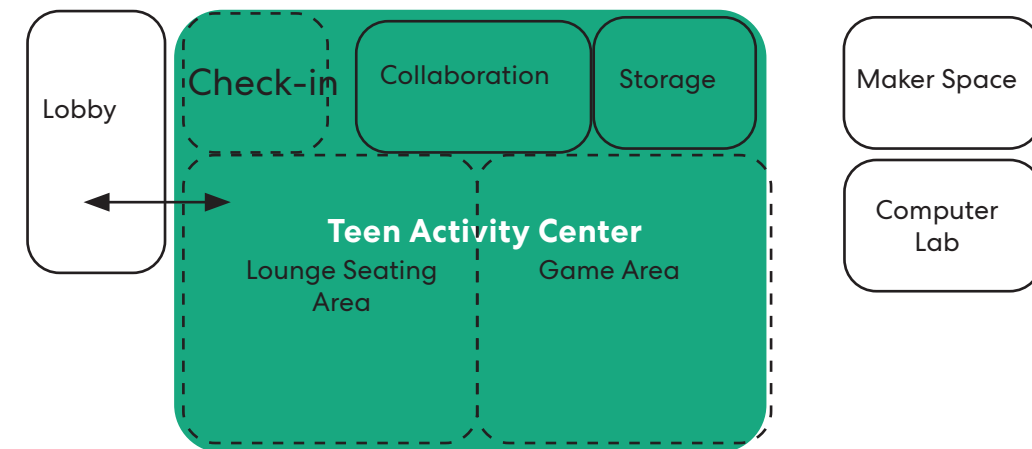 Lobby
Check-in
Collaboration
Storage
Maker Space
Teen Activity Center
Lounge Seating
Area
Game Area
Computer
Lab